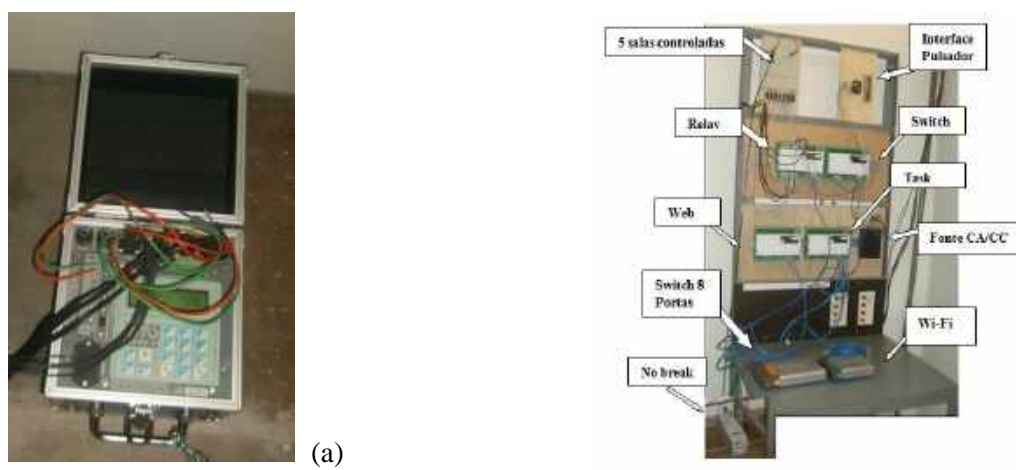 5 salas controladas
Interface
Pulsador
Relay
Switch
Task
Web
Fonte CA/CC
Switch 8
Portas
Wi-Fi
No break
(a)